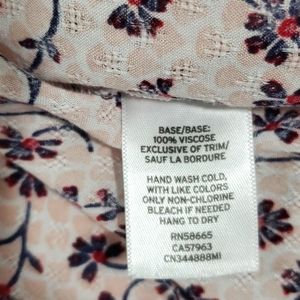 BASE/BASE:
100% VISCOSE
EXCLUSIVE OF TRIM/
SAUF LA BORDURE
HAND WASH COLD,
WITH LIKE COLORS
ONLY NON-CHLORINE
BLEACH IF NEEDED
HANG TO DRY
RN58665
CA57963
CN344888MI